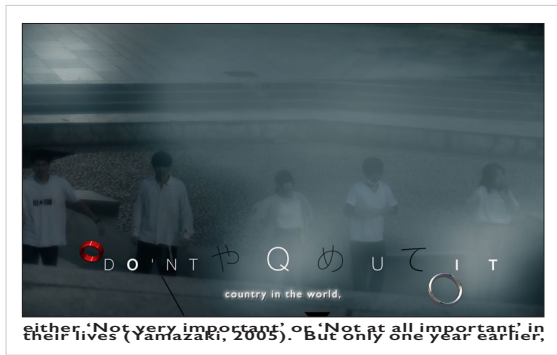 DO'NTやQめUてIT
country in the world,
either ‘Not very important’ or ‘Not at all important’ in
their lives (Yamazaki, 2005). But only one year earlier,